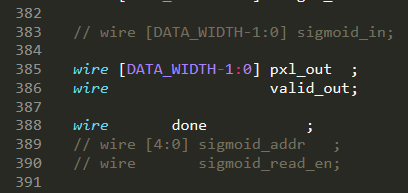 382
383 // wire [DATA_WIDTH-1:0] sigmoid_in;
384
385 wire [DATA_WIDTH-1:0] pxl_out ;
386 wire valid_out;
387
388 wire done ;
389 // wire [4:0] sigmoid_addr ;
390 // wire sigmoid_read_en;
391